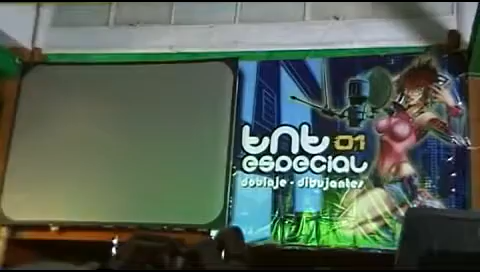 tnt 01
especial
doblaje - dibujantes